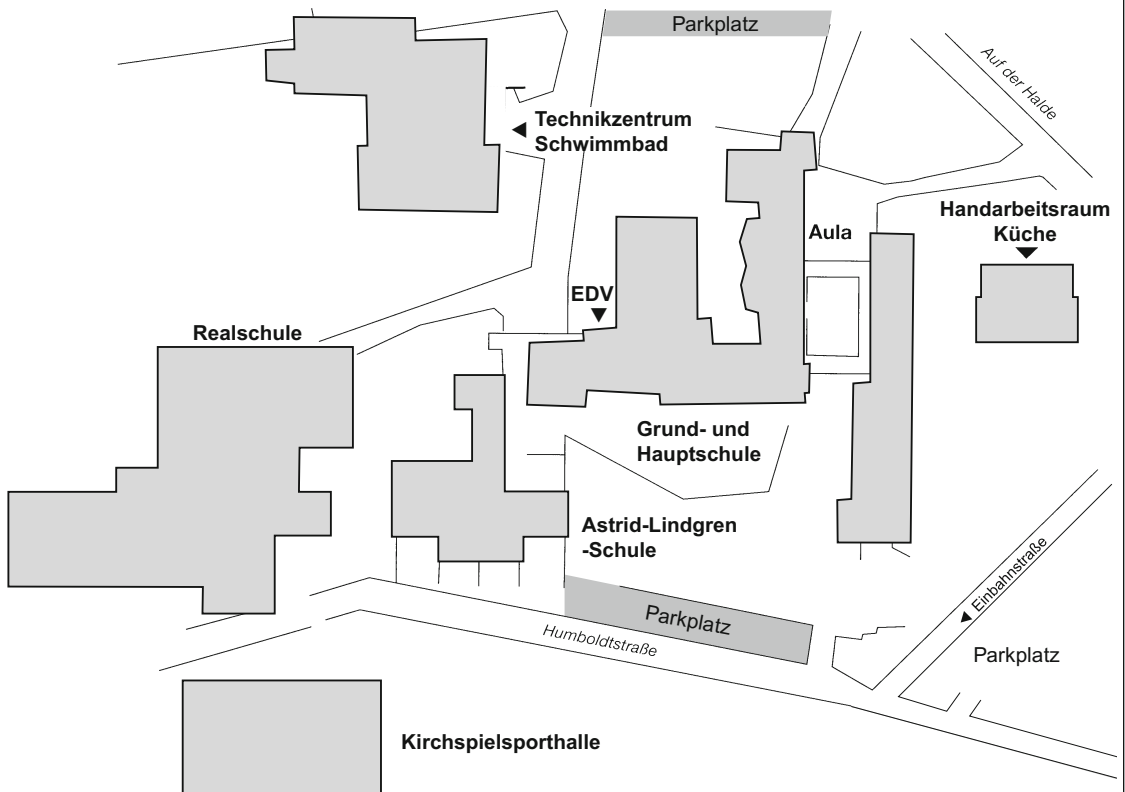 Parkplatz
Auf der Halde
Technikzentrum
Schwimmbad
Handarbeitsraum
Küche
Aula
EDV
Realschule
Grund- und
Hauptschule
Astrid-Lindgren
-Schule
Einbahnstraße
Parkplatz
Humboldtstraße
Parkplatz
Kirchspielsporthalle